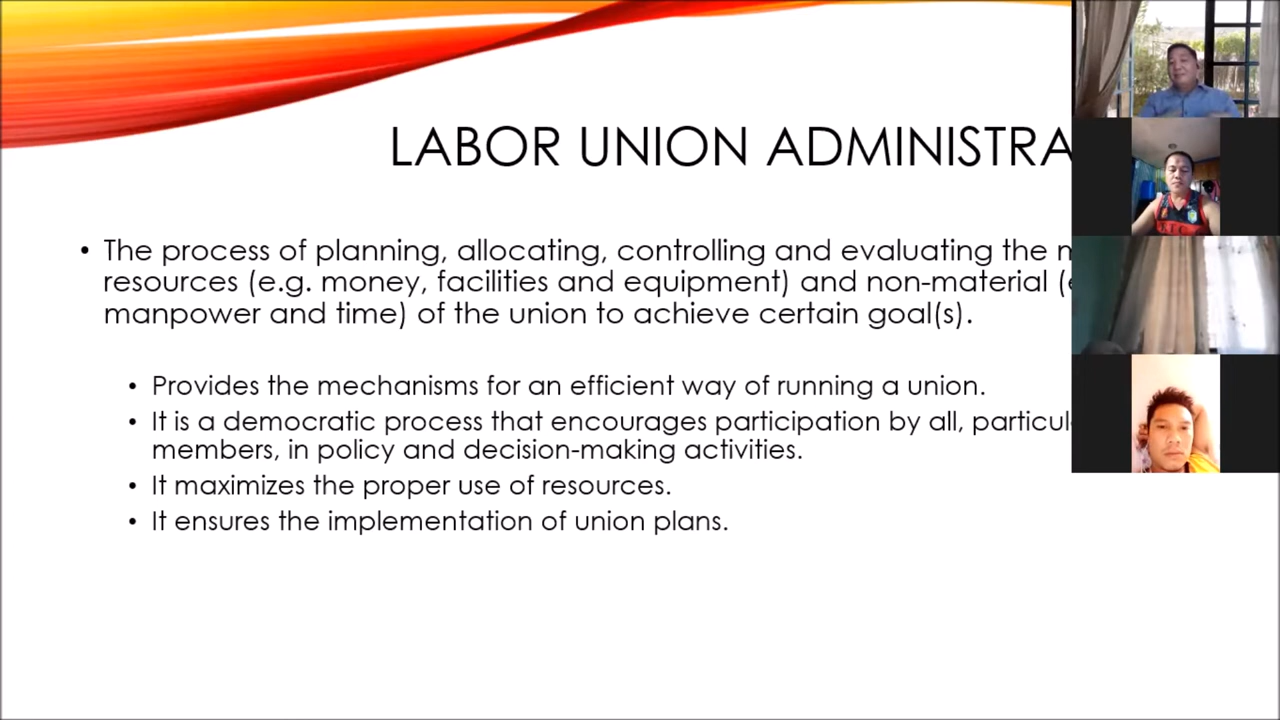 LABOR UNION ADMINISTRA
• The process of planning, allocating, controlling and evaluating the
resources (e.g. money, facilities and equipment) and non-material
manpower and time) of the union to achieve certain goal(s).
• Provides the mechanisms for an efficient way of running a union.
• It is a democratic process that encourages participation by all,
members, in policy and decision-making activities.
• It maximizes the proper use of resources.
• It ensures the implementation of union plans.